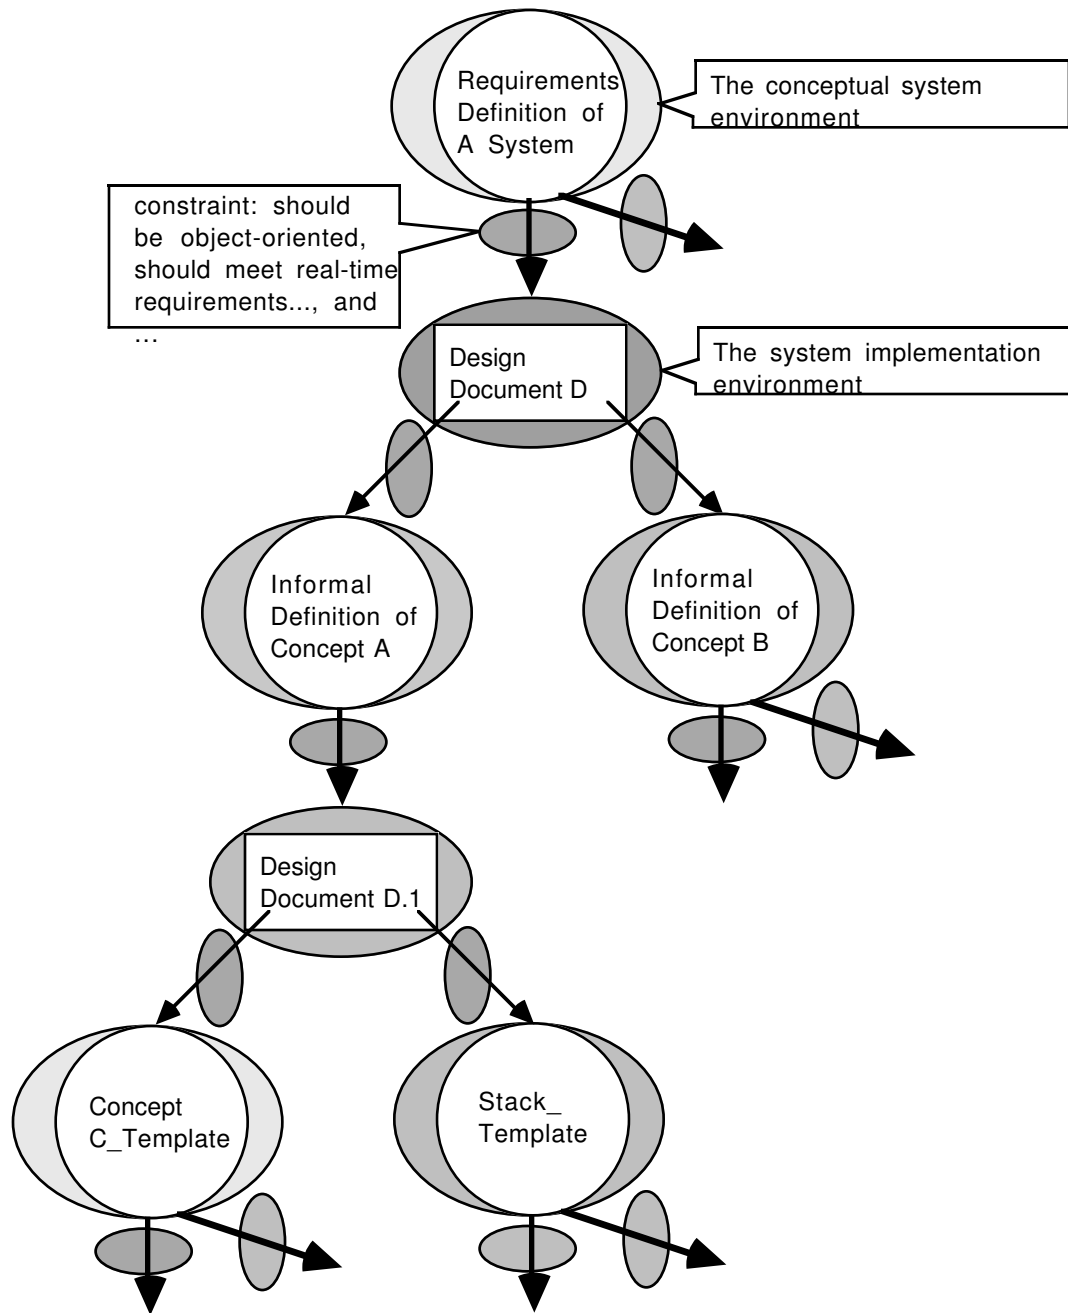 Requirements
Definition of
A System
The conceptual system
environment
constraint: should
be object-oriented,
should meet real-time
requirements..., and
...
Design
Document D
The system implementation
environment
Informal
Definition of
Concept A
Informal
Definition of
Concept B
Design
Document D.1
Concept
C_Template
Stack_
Template